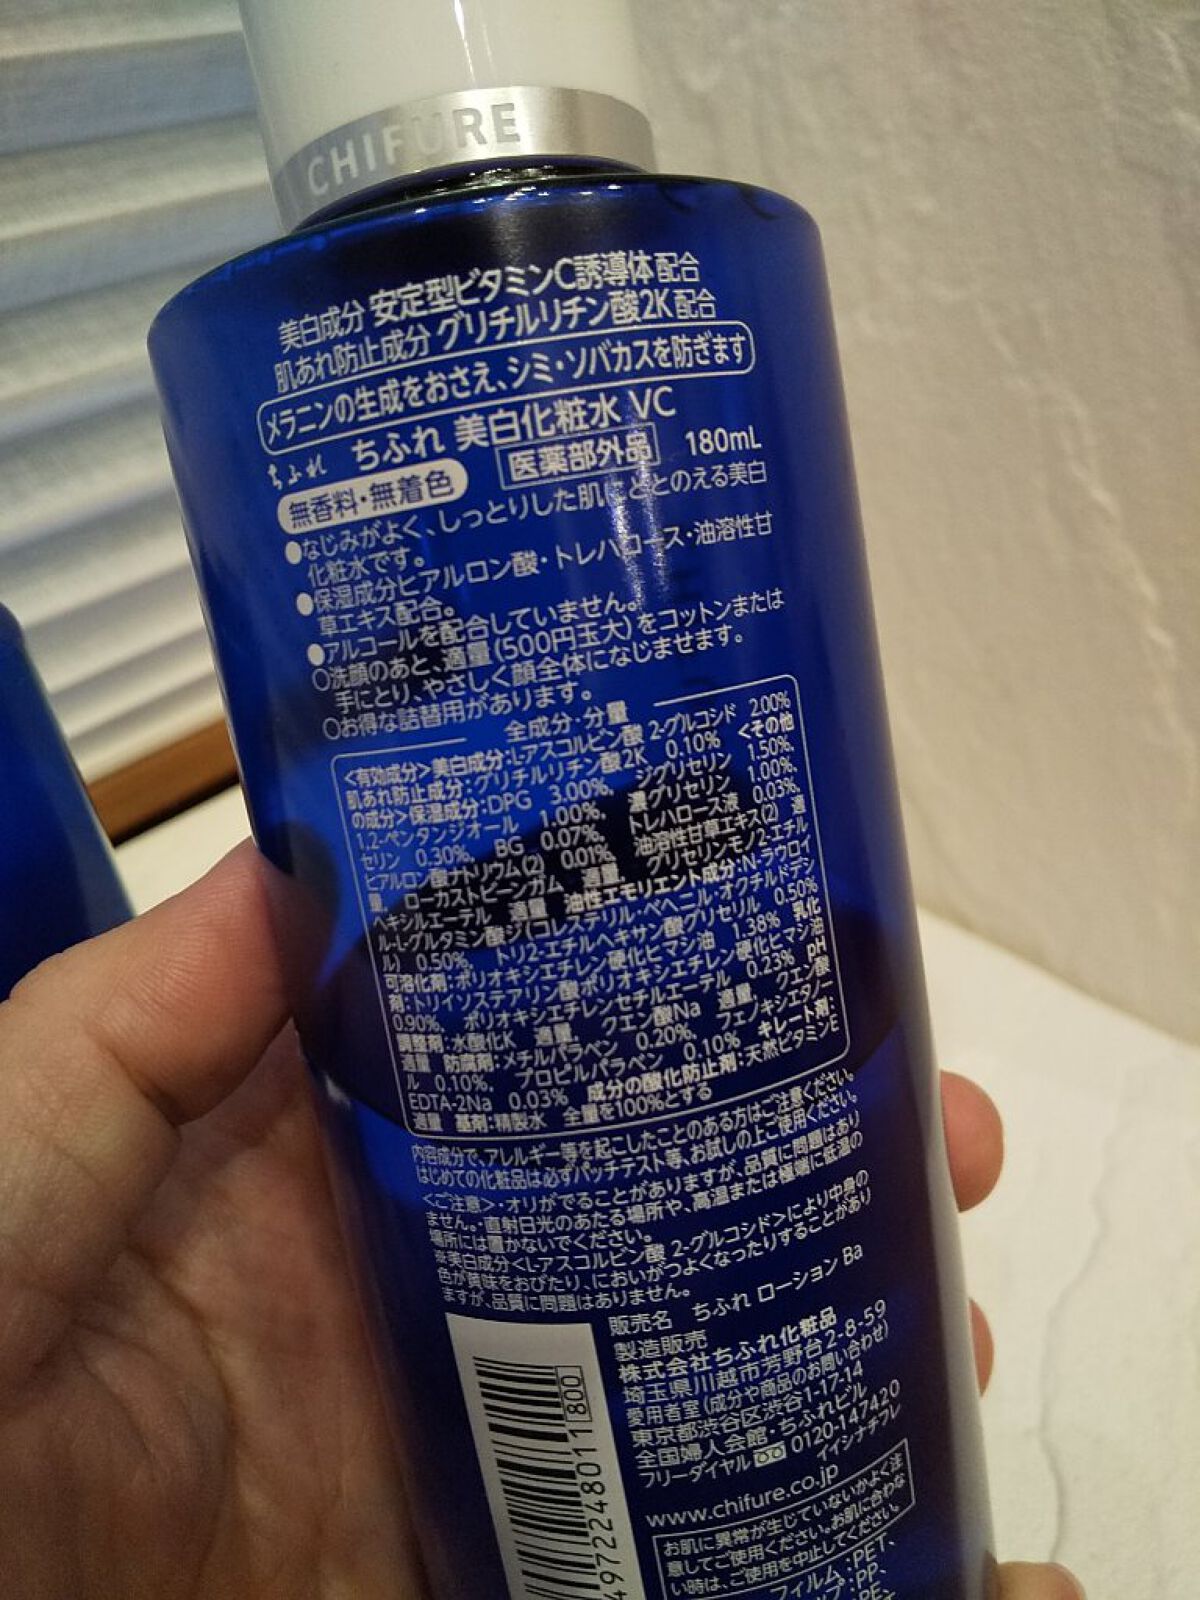 CHIFURE
美白成分 安定型ビタミンC誘導体 配合
肌あれ防止成分 グリチルリチン酸2K 配合
メラニンの生成をおさえ、シミ・ソバカスを防ぎます
ちふれ ちふれ 美白化粧水 VC
無香料・無着色 医薬部外品 180mL
●なじみがよく、しっとりした肌にととのえる美白
化粧水です。
●保湿成分ヒアルロン酸・トレハロース・油溶性甘
草エキス配合。
●アルコールを配合していません。
○洗顔のあと、適量(500円玉大)をコットンまたは
手にとり、やさしく顔全体になじませます。
○お得な詰替用があります。
全成分・分量
<有効成分>美白成分:L-アスコルビン酸 2-グルコシド 2.00%
肌あれ防止成分:グリチルリチン酸2K 0.10% <その他
の成分>保湿成分:DPG 3.00%、 ジグリセリン 1.50%、
1,2-ペンタンジオール 1.00%、 濃グリセリン 1.00%、
セリン 0.30%、 BG 0.07%、 トレハロース液 0.03%、
ヒアルロン酸ナトリウム(2) 0.01%、 油溶性甘草エキス(2) 適
量、 ローカストビーンガム 適量、 グリセリンモノ2-エチル
ヘキシルエーテル 適量 油性エモリエント成分:N-ラウロイ
ル-L-グルタミン酸ジ(コレステリル・ベヘニル・オクチルドデシ
ル) 0.50%、 トリ2-エチルヘキサン酸グリセリル 0.50%
可溶化剤:ポリオキシエチレン硬化ヒマシ油 1.38% 乳化
剤:トリイソステアリン酸ポリオキシエチレン硬化ヒマシ油
0.90%、 ポリオキシエチレンセチルエーテル 0.23% pH
調整剤:水酸化K 適量、 クエン酸Na 適量、 クエン酸
適量 防腐剤:メチルパラベン 0.20%、 フェノキシエタノー
ル 0.10%、 プロピルパラベン 0.10% キレート剤:
EDTA-2Na 0.03% 成分の酸化防止剤:天然ビタミンE
適量 基剤:精製水 全量を100%とする
内容成分で、アレルギー等を起こしたことのある方はご注意ください。
はじめての化粧品は必ずパッチテスト等、お試しの上ご使用ください。
<ご注意>・オリがでることがありますが、品質に問題はあり
ません。・直射日光のあたる場所や、高温または極端に低温の
場所には置かないでください。
※美白成分<L-アスコルビン酸 2-グルコシド>により中身の
色が黄味をおびたり、においがつよくなったりすることがあり
ますが、品質に問題はありません。
販売名 ちふれ ローション Ba
製造販売
株式会社ちふれ化粧品
埼玉県川越市芳野台2-8-59
愛用者室(成分や商品のお問い合わせ)
東京都渋谷区渋谷1-17-14
全国婦人会館・ちふれビル
フリーダイヤル 0120-147420
イイシナチフレ
www.chifure.co.jp
お肌に異常が生じていないかよく注
意してご使用ください。お肌に合わな
い時は、ご使用を中止してください。
フィルム:PET、
ップ:PP、
PE、
800
4972248011